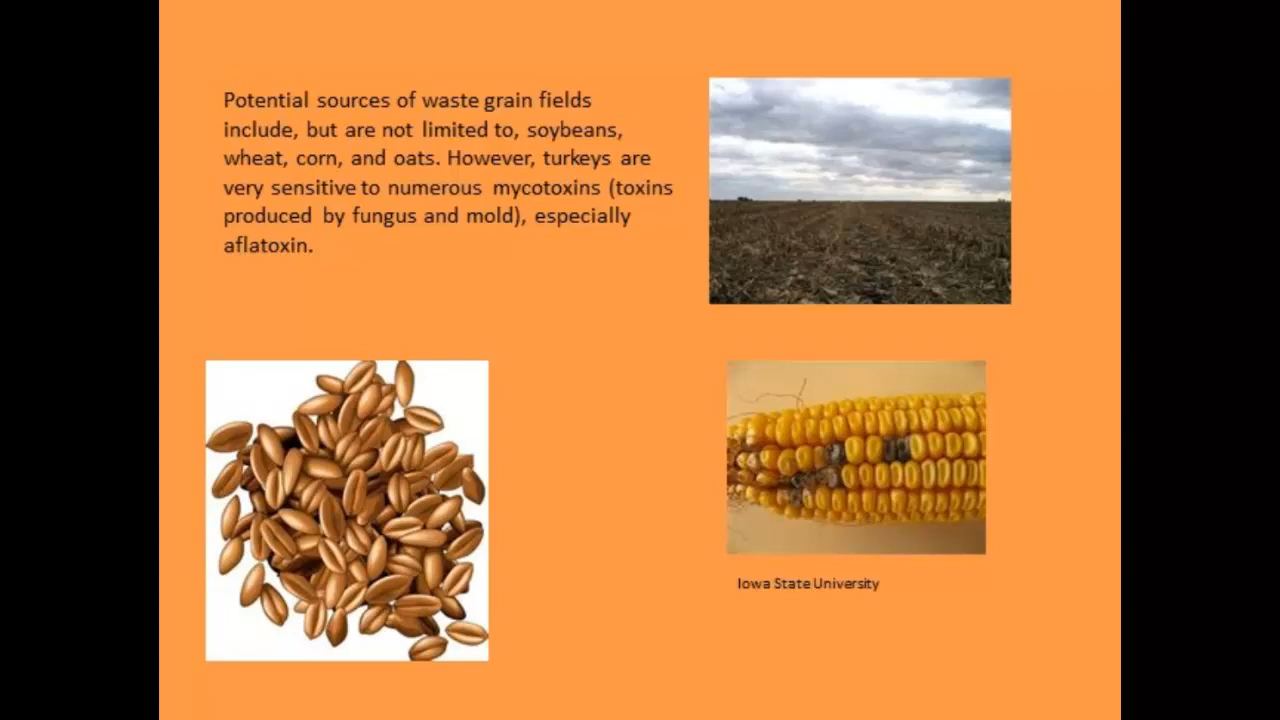 Potential sources of waste grain fields
include, but are not limited to, soybeans,
wheat, corn, and oats. However, turkeys are
very sensitive to numerous mycotoxins (toxins
produced by fungus and mold), especially
aflatoxin.
Iowa State University